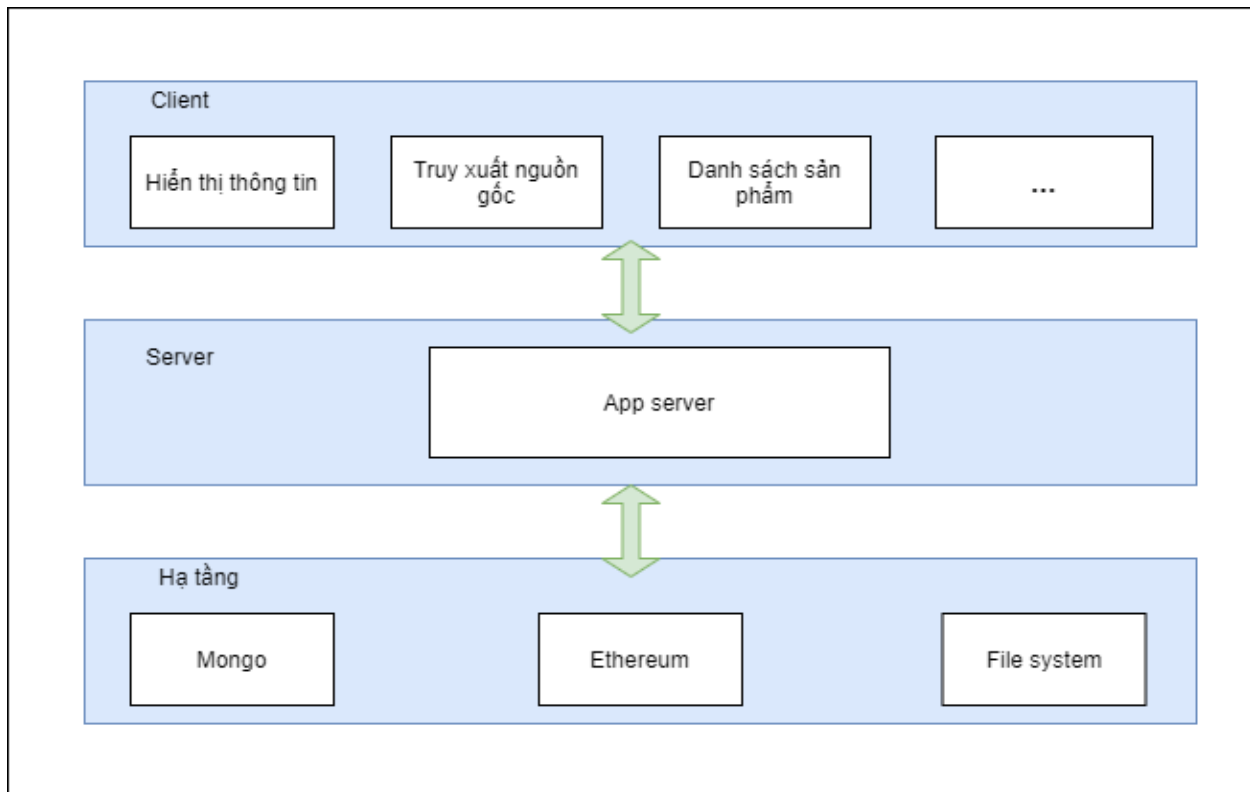 Client
Hiển thị thông tin
Truy xuất nguồn
gốc
Danh sách sản
phẩm
...
Server
App server
Hạ tầng
Mongo
Ethereum
File system